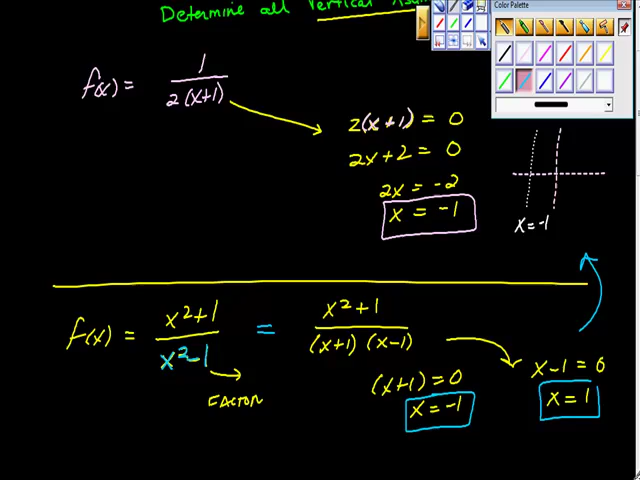 Determine all Vertical Asym
Color Palette
f(x) = 1 / 2(x+1)
2(x+1) = 0
2x+2 = 0
2x = -2
x = -1
x = -1
f(x) = x²+1 / x²-1 = x²+1 / (x+1) (x-1)
FACTOR
(x+1) = 0
x = -1
x-1 = 0
x = 1